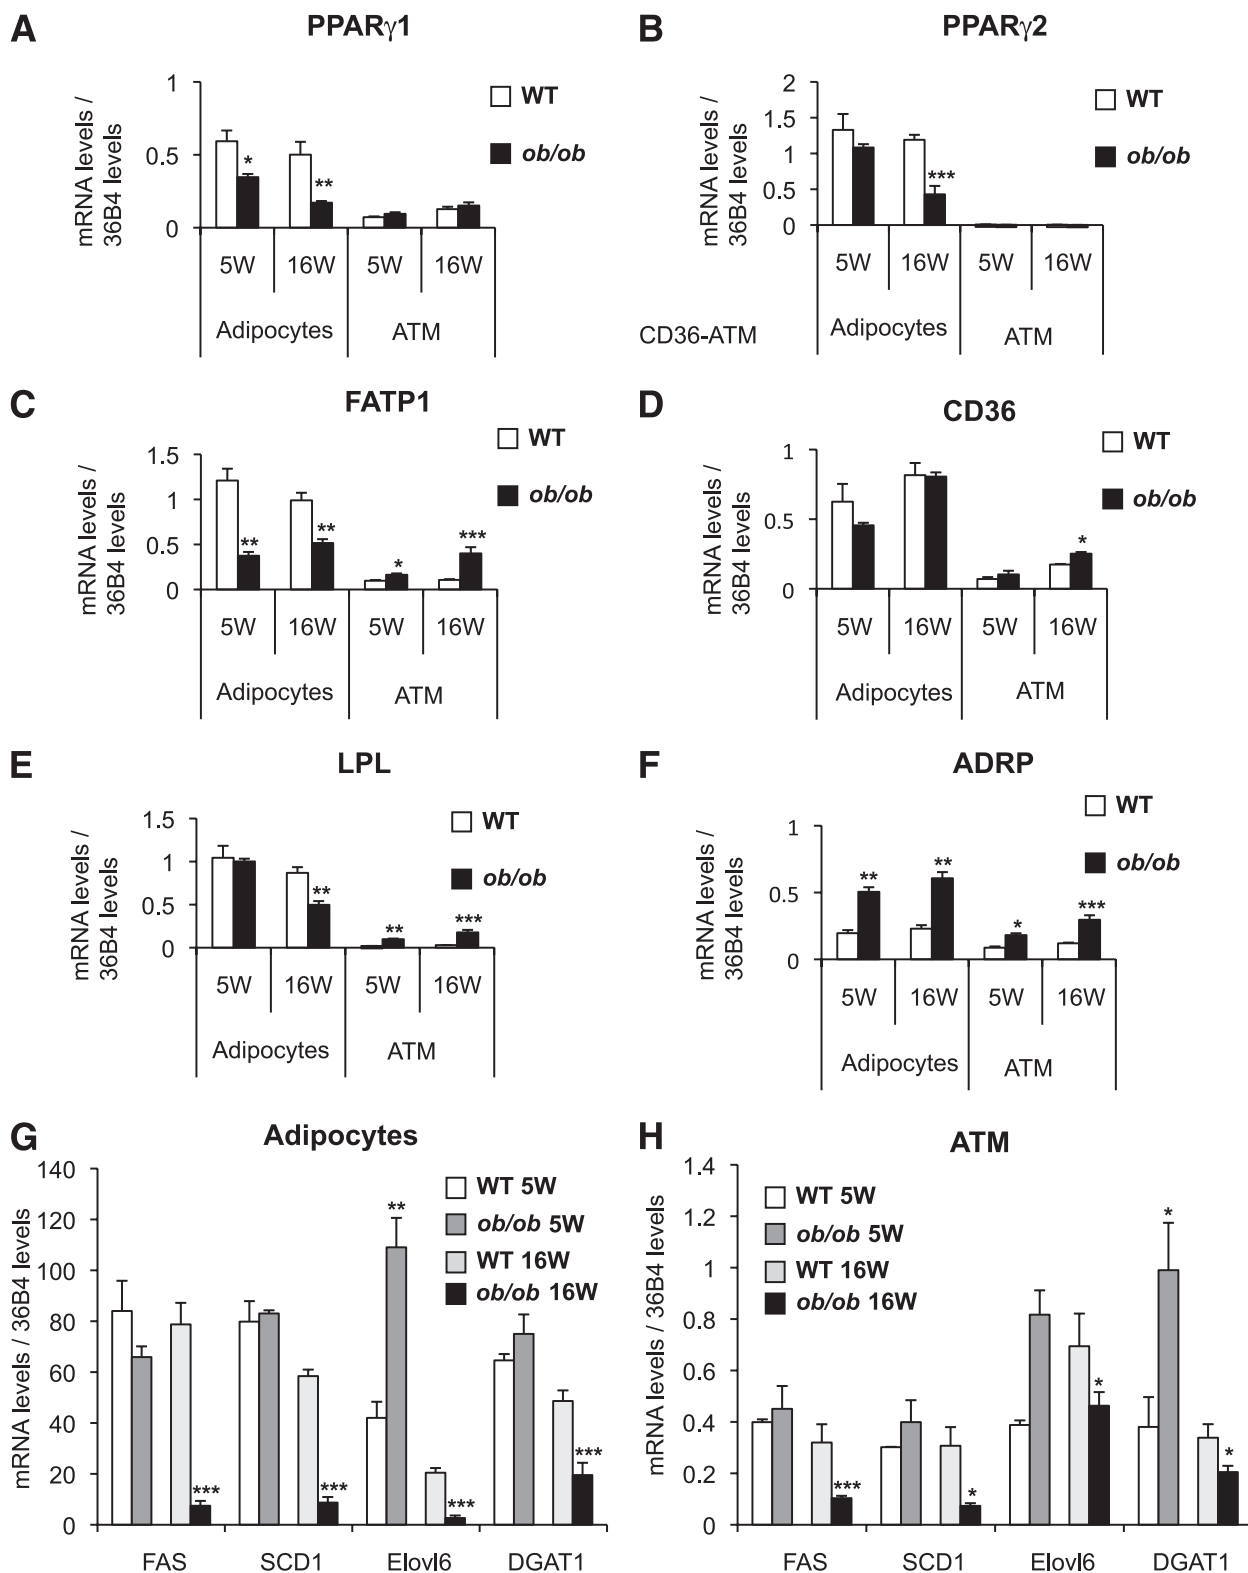 A
PPARγ1
mRNA levels /
36B4 levels
1
0.5
0
WT
ob/ob
*
**
5W
16W
5W
16W
Adipocytes
ATM
B
PPARγ2
mRNA levels /
36B4 levels
2
1.5
1
0.5
0
WT
ob/ob
***
5W
16W
5W
16W
Adipocytes
ATM
CD36-ATM
C
FATP1
mRNA levels /
36B4 levels
1.5
1
0.5
0
WT
ob/ob
**
**
*
***
5W
16W
5W
16W
Adipocytes
ATM
D
CD36
mRNA levels /
36B4 levels
1
0.5
0
WT
ob/ob
*
5W
16W
5W
16W
Adipocytes
ATM
E
LPL
mRNA levels /
36B4 levels
1.5
1
0.5
0
WT
ob/ob
**
**
***
5W
16W
5W
16W
Adipocytes
ATM
F
ADRP
mRNA levels /
36B4 levels
1
0.5
0
WT
ob/ob
**
**
*
***
5W
16W
5W
16W
Adipocytes
ATM
G
Adipocytes
mRNA levels / 36B4 levels
140
120
100
80
60
40
20
0
WT 5W
ob/ob 5W
WT 16W
ob/ob 16W
***
***
**
***
***
FAS
SCD1
Elovl6
DGAT1
H
ATM
mRNA levels / 36B4 levels
1.4
1.2
1
0.8
0.6
0.4
0.2
0
WT 5W
ob/ob 5W
WT 16W
ob/ob 16W
***
*
*
*
*
FAS
SCD1
Elovl6
DGAT1